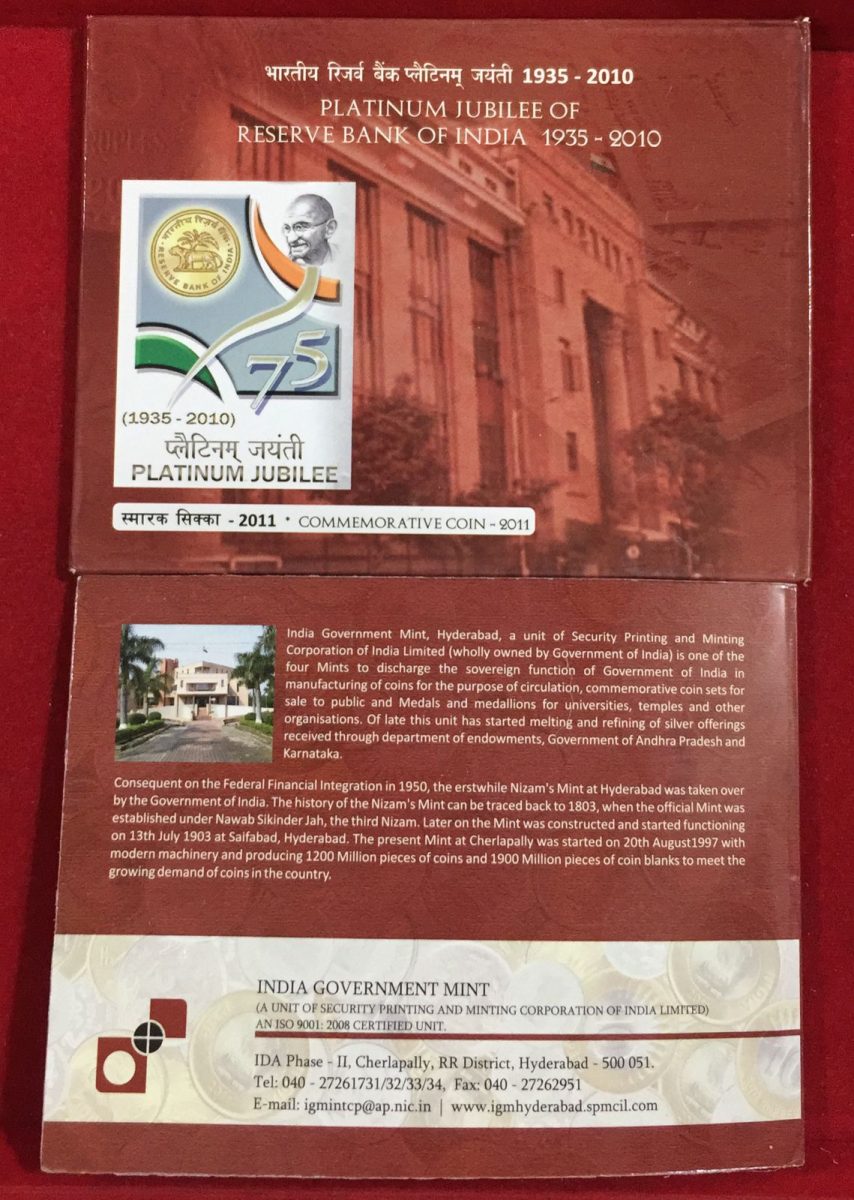 भारतीय रिजर्व बैंक प्लैटिनम् जयंती 1935 - 2010
PLATINUM JUBILEE OF
RESERVE BANK OF INDIA 1935 - 2010
भारतीय रिज़र्व बैंक
RESERVE BANK OF INDIA
75
(1935 - 2010)
प्लैटिनम् जयंती
PLATINUM JUBILEE
स्मारक सिक्का - 2011 • COMMEMORATIVE COIN - 2011
India Government Mint, Hyderabad, a unit of Security Printing and Minting
Corporation of India Limited (wholly owned by Government of India) is one of the
four Mints to discharge the sovereign function of Government of India in
manufacturing of coins for the purpose of circulation, commemorative coin sets for
sale to public and Medals and medallions for universities, temples and other
organisations. Of late this unit has started melting and refining of silver offerings
received through department of endowments, Government of Andhra Pradesh and
Karnataka.
Consequent on the Federal Financial Integration in 1950, the erstwhile Nizam's Mint at Hyderabad was taken over
by the Government of India. The history of the Nizam's Mint can be traced back to 1803, when the official Mint was
established under Nawab Sikinder Jah, the third Nizam. Later on the Mint was constructed and started functioning
on 13th July 1903 at Saifabad, Hyderabad. The present Mint at Cherlapally was started on 20th August1997 with
modern machinery and producing 1200 Million pieces of coins and 1900 Million pieces of coin blanks to meet the
growing demand of coins in the country.
INDIA GOVERNMENT MINT
(A UNIT OF SECURITY PRINTING AND MINTING CORPORATION OF INDIA LIMITED)
AN ISO 9001: 2008 CERTIFIED UNIT.
IDA Phase - II, Cherlapally, RR District, Hyderabad - 500 051.
Tel: 040 - 27261731/32/33/34, Fax: 040 - 27262951
E-mail: igmintcp@ap.nic.in | www.igmhyderabad.spmcil.com